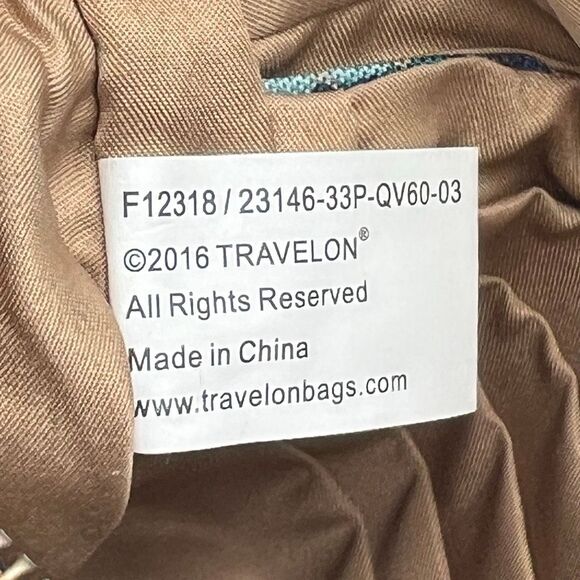 F12318 / 23146-33P-QV60-03
©2016 TRAVELON®
All Rights Reserved
Made in China
www.travelonbags.com